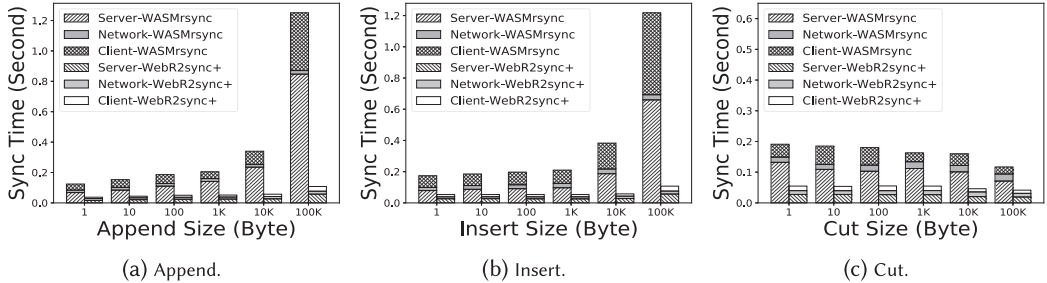 Sync Time (Second)
1.2
1.0
0.8
0.6
0.4
0.2
0.0
Server-WASMrsync
Network-WASMrsync
Client-WASMrsync
Server-WebR2sync+
Network-WebR2sync+
Client-WebR2sync+
1 10 100 1K 10K 100K
Append Size (Byte)
(a) Append.
Sync Time (Second)
1.2
1.0
0.8
0.6
0.4
0.2
0.0
Server-WASMrsync
Network-WASMrsync
Client-WASMrsync
Server-WebR2sync+
Network-WebR2sync+
Client-WebR2sync+
1 10 100 1K 10K 100K
Insert Size (Byte)
(b) Insert.
Sync Time (Second)
0.6
0.5
0.4
0.3
0.2
0.1
0.0
Server-WASMrsync
Network-WASMrsync
Client-WASMrsync
Server-WebR2sync+
Network-WebR2sync+
Client-WebR2sync+
1 10 100 1K 10K 100K
Cut Size (Byte)
(c) Cut.